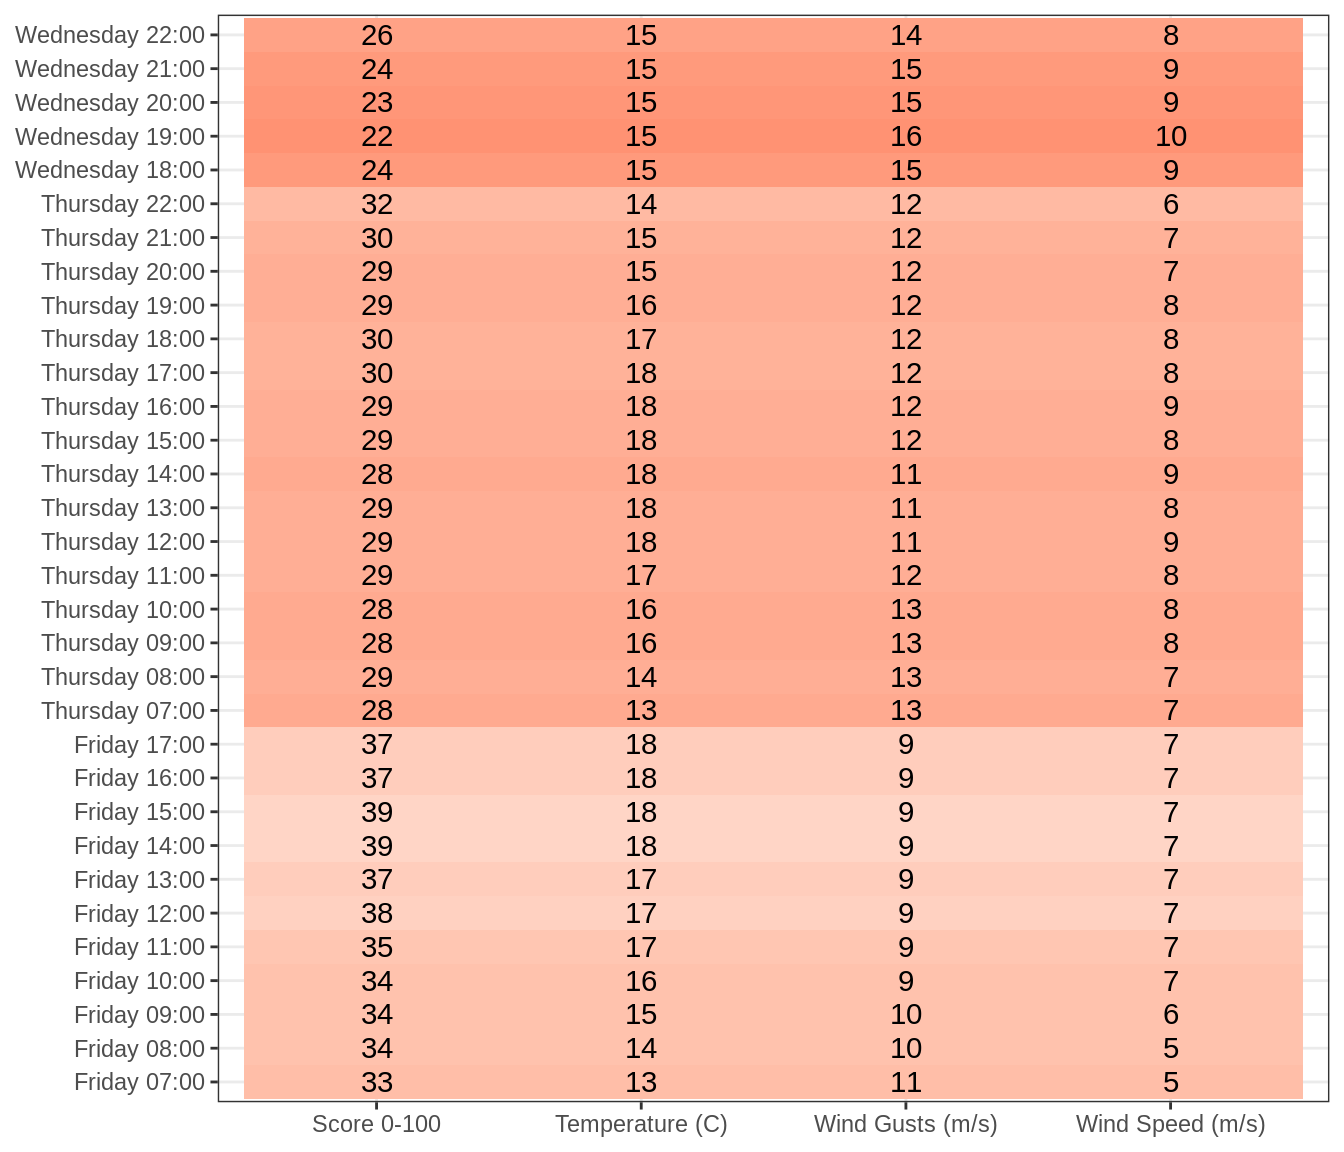 Wednesday 22:00 26 15 14 8
Wednesday 21:00 24 15 15 9
Wednesday 20:00 23 15 15 9
Wednesday 19:00 22 15 16 10
Wednesday 18:00 24 15 15 9
Thursday 22:00 32 14 12 6
Thursday 21:00 30 15 12 7
Thursday 20:00 29 15 12 7
Thursday 19:00 29 16 12 8
Thursday 18:00 30 17 12 8
Thursday 17:00 30 18 12 8
Thursday 16:00 29 18 12 9
Thursday 15:00 29 18 12 8
Thursday 14:00 28 18 11 9
Thursday 13:00 29 18 11 8
Thursday 12:00 29 18 11 9
Thursday 11:00 29 17 12 8
Thursday 10:00 28 16 13 8
Thursday 09:00 28 16 13 8
Thursday 08:00 29 14 13 7
Thursday 07:00 28 13 13 7
Friday 17:00 37 18 9 7
Friday 16:00 37 18 9 7
Friday 15:00 39 18 9 7
Friday 14:00 39 18 9 7
Friday 13:00 37 17 9 7
Friday 12:00 38 17 9 7
Friday 11:00 35 17 9 7
Friday 10:00 34 16 9 7
Friday 09:00 34 15 10 6
Friday 08:00 34 14 10 5
Friday 07:00 33 13 11 5
Score 0-100 Temperature (C) Wind Gusts (m/s) Wind Speed (m/s)